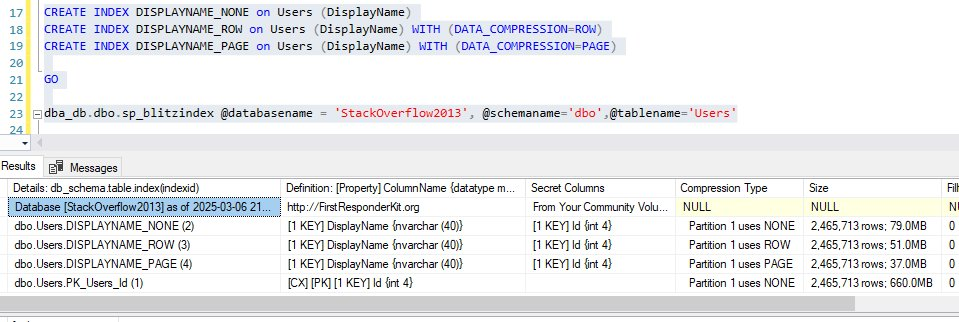 17 CREATE INDEX DISPLAYNAME_NONE on Users (DisplayName)
18 CREATE INDEX DISPLAYNAME_ROW on Users (DisplayName) WITH (DATA_COMPRESSION=ROW)
19 CREATE INDEX DISPLAYNAME_PAGE on Users (DisplayName) WITH (DATA_COMPRESSION=PAGE)
20
21 GO
22
23 dba_db.dbo.sp_blitzindex @databasename = 'StackOverflow2013', @schemaname='dbo',@tablename='Users'
24
Results Messages
Details: db_schema.table.index(indexid) Definition: [Property] ColumnName {datatype m... Secret Columns Compression Type Size Fil
Database [StackOverflow2013] as of 2025-03-06 21... http://FirstResponderKit.org From Your Community Volu... NULL NULL
dbo.Users.DISPLAYNAME_NONE (2) [1 KEY] DisplayName {nvarchar (40)} [1 KEY] Id {int 4} Partition 1 uses NONE 2,465,713 rows; 79.0MB 0
dbo.Users.DISPLAYNAME_ROW (3) [1 KEY] DisplayName {nvarchar (40)} [1 KEY] Id {int 4} Partition 1 uses ROW 2,465,713 rows; 51.0MB 0
dbo.Users.DISPLAYNAME_PAGE (4) [1 KEY] DisplayName {nvarchar (40)} [1 KEY] Id {int 4} Partition 1 uses PAGE 2,465,713 rows; 37.0MB 0
dbo.Users.PK_Users_Id (1) [CX] [PK] [1 KEY] Id {int 4} Partition 1 uses NONE 2,465,713 rows; 660.0MB 0